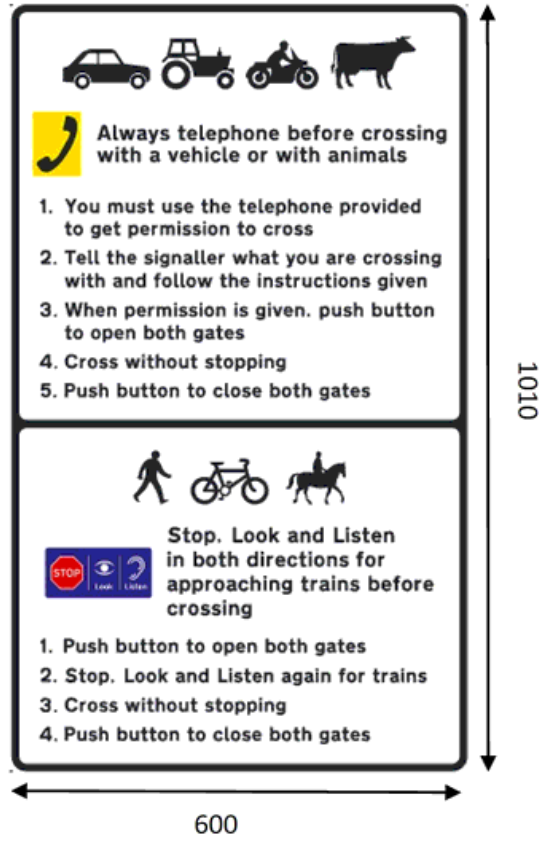 Always telephone before crossing
with a vehicle or with animals
1. You must use the telephone provided
to get permission to cross
2. Tell the signaller what you are crossing
with and follow the instructions given
3. When permission is given. push button
to open both gates
4. Cross without stopping
5. Push button to close both gates
Stop. Look and Listen
in both directions for
approaching trains before
crossing
STOP
Look
Listen
1. Push button to open both gates
2. Stop. Look and Listen again for trains
3. Cross without stopping
4. Push button to close both gates
1010
600